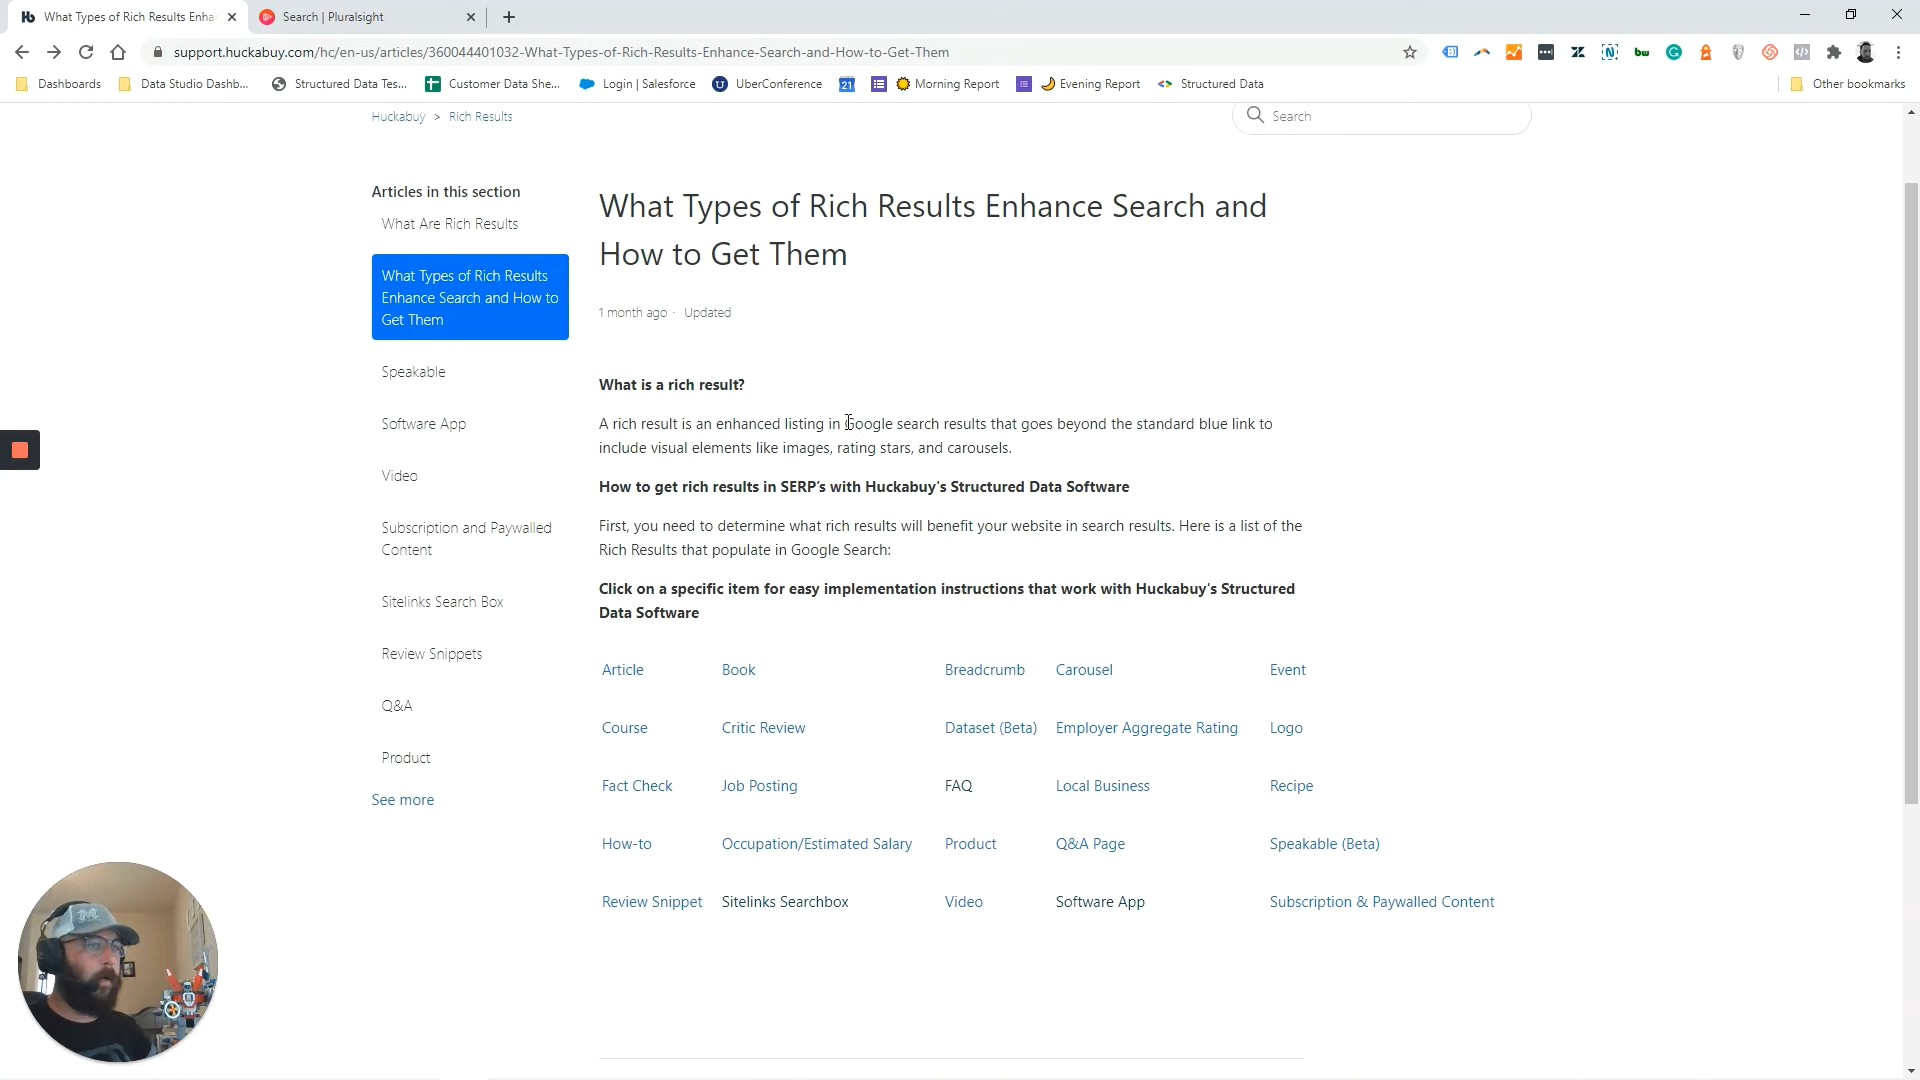 What Types of Rich Results Enha
Search | Pluralsight
support.huckabuy.com/hc/en-us/articles/360044401032-What-Types-of-Rich-Results-Enhance-Search-and-How-to-Get-Them
Dashboards
Data Studio Dashb...
Structured Data Tes...
Customer Data She...
Login | Salesforce
UberConference
21
Morning Report
Evening Report
Structured Data
Other bookmarks
Huckabuy > Rich Results
Search
Articles in this section
What Are Rich Results
What Types of Rich Results
Enhance Search and How to
Get Them
Speakable
Software App
Video
Subscription and Paywalled
Content
Sitelinks Search Box
Review Snippets
Q&A
Product
See more
What Types of Rich Results Enhance Search and
How to Get Them
1 month ago · Updated
What is a rich result?
A rich result is an enhanced listing in Google search results that goes beyond the standard blue link to
include visual elements like images, rating stars, and carousels.
How to get rich results in SERP’s with Huckabuy's Structured Data Software
First, you need to determine what rich results will benefit your website in search results. Here is a list of the
Rich Results that populate in Google Search:
Click on a specific item for easy implementation instructions that work with Huckabuy's Structured
Data Software
Article Book Breadcrumb Carousel Event
Course Critic Review Dataset (Beta) Employer Aggregate Rating Logo
Fact Check Job Posting FAQ Local Business Recipe
How-to Occupation/Estimated Salary Product Q&A Page Speakable (Beta)
Review Snippet Sitelinks Searchbox Video Software App Subscription & Paywalled Content